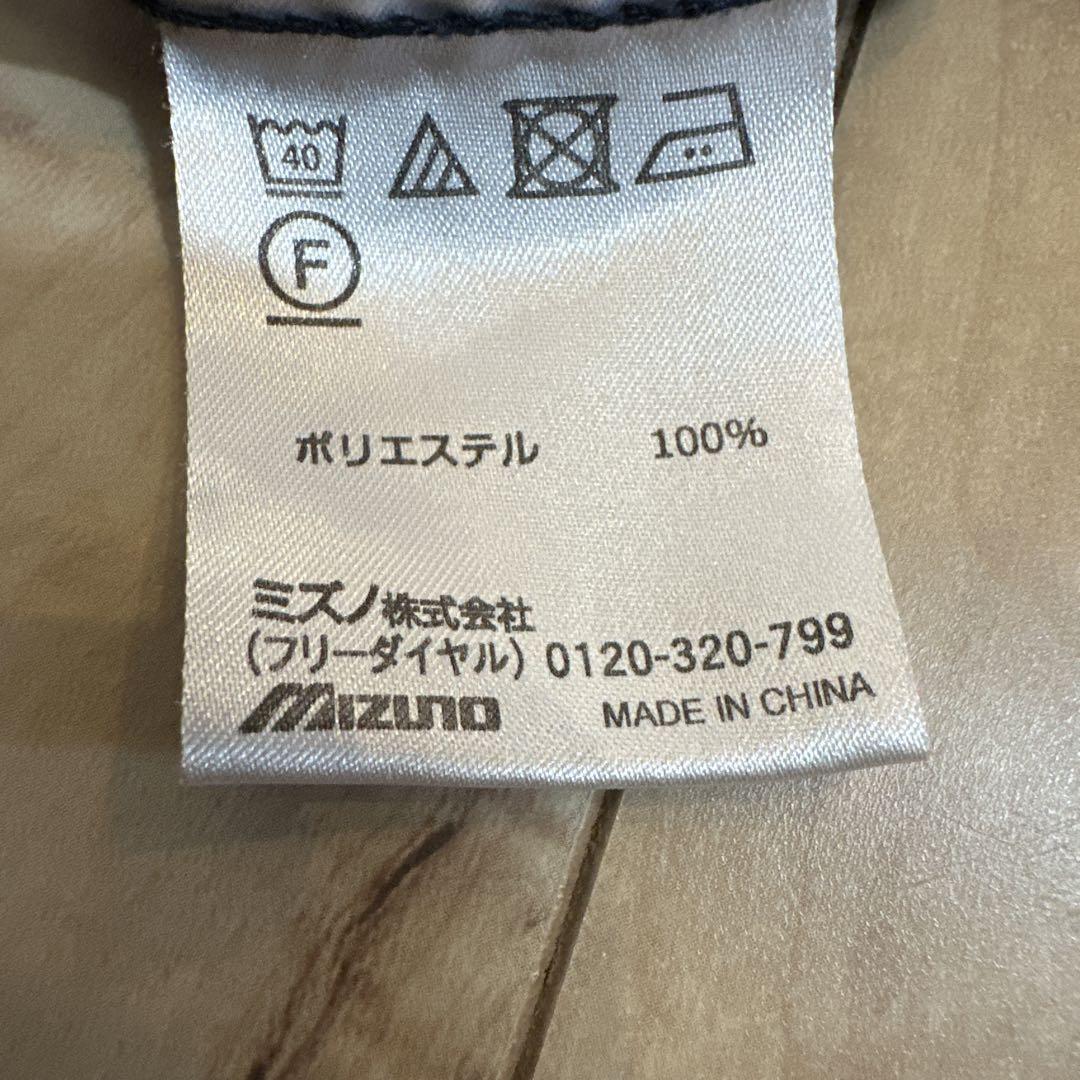 40
F
ポリエステル 100%
ミズノ株式会社
(フリーダイヤル) 0120-320-799
MIZUNO MADE IN CHINA